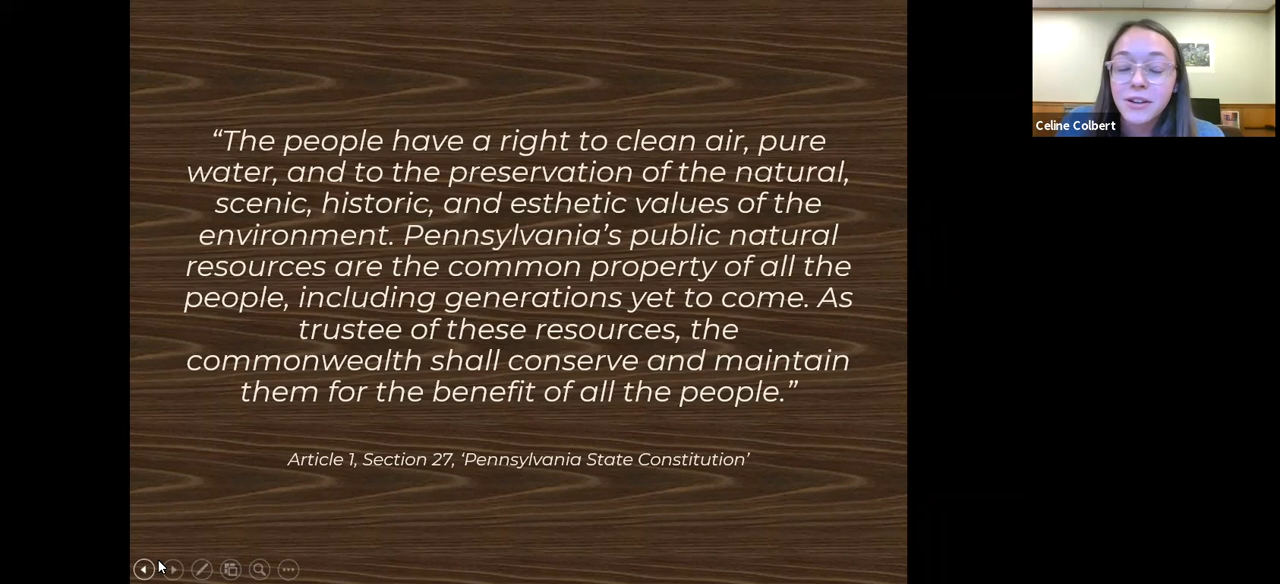 “The people have a right to clean air, pure
water, and to the preservation of the natural,
scenic, historic, and esthetic values of the
environment. Pennsylvania’s public natural
resources are the common property of all the
people, including generations yet to come. As
trustee of these resources, the
commonwealth shall conserve and maintain
them for the benefit of all the people.”
Article 1, Section 27, ‘Pennsylvania State Constitution’
Celine Colbert